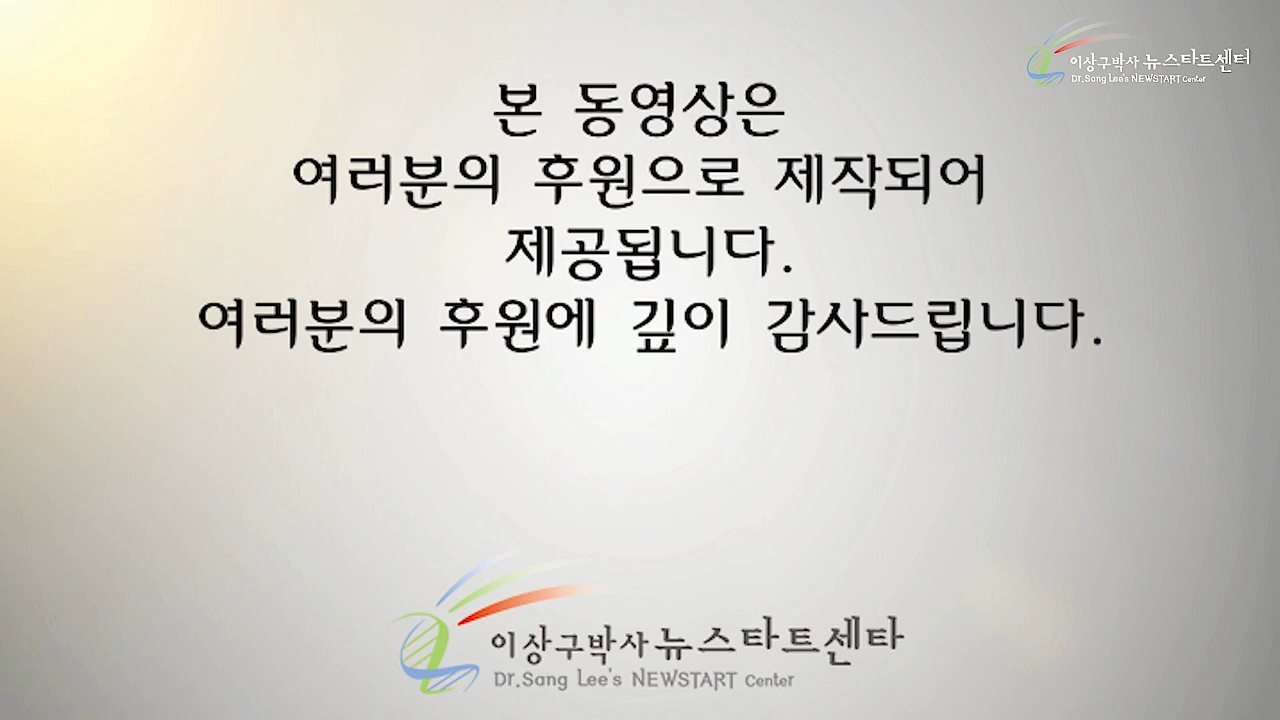 이상구박사 뉴스타트센터
Dr.Sang Lee's NEWSTART Center
본 동영상은
여러분의 후원으로 제작되어
제공됩니다.
여러분의 후원에 깊이 감사드립니다.
이상구박사 뉴스타트센타
Dr.Sang Lee's NEWSTART Center